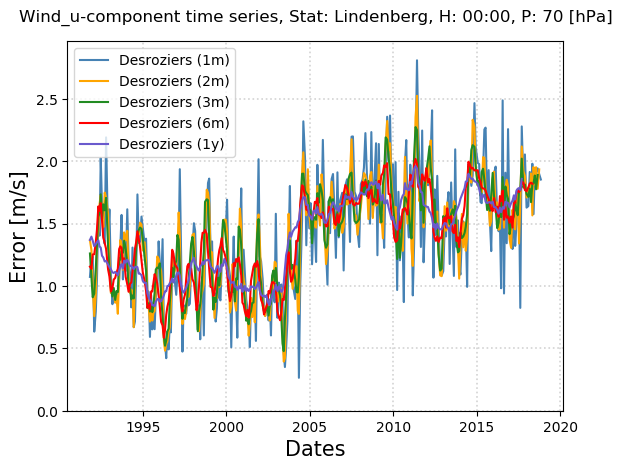 Wind_u-component time series, Stat: Lindenberg, H: 00:00, P: 70 [hPa]
Desroziers (1m)
Desroziers (2m)
Desroziers (3m)
Desroziers (6m)
Desroziers (1y)
Error [m/s]
2.5
2.0
1.5
1.0
0.5
0.0
1995 2000 2005 2010 2015 2020
Dates